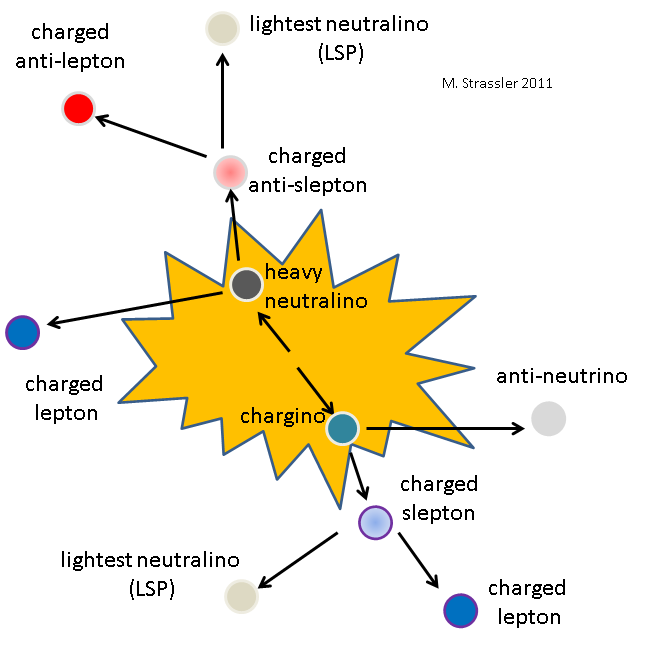 charged
anti-lepton
lightest neutralino
(LSP)
M. Strassler 2011
charged
anti-slepton
heavy
neutralino
charged
lepton
anti-neutrino
chargino
charged
slepton
lightest neutralino
(LSP)
charged
lepton